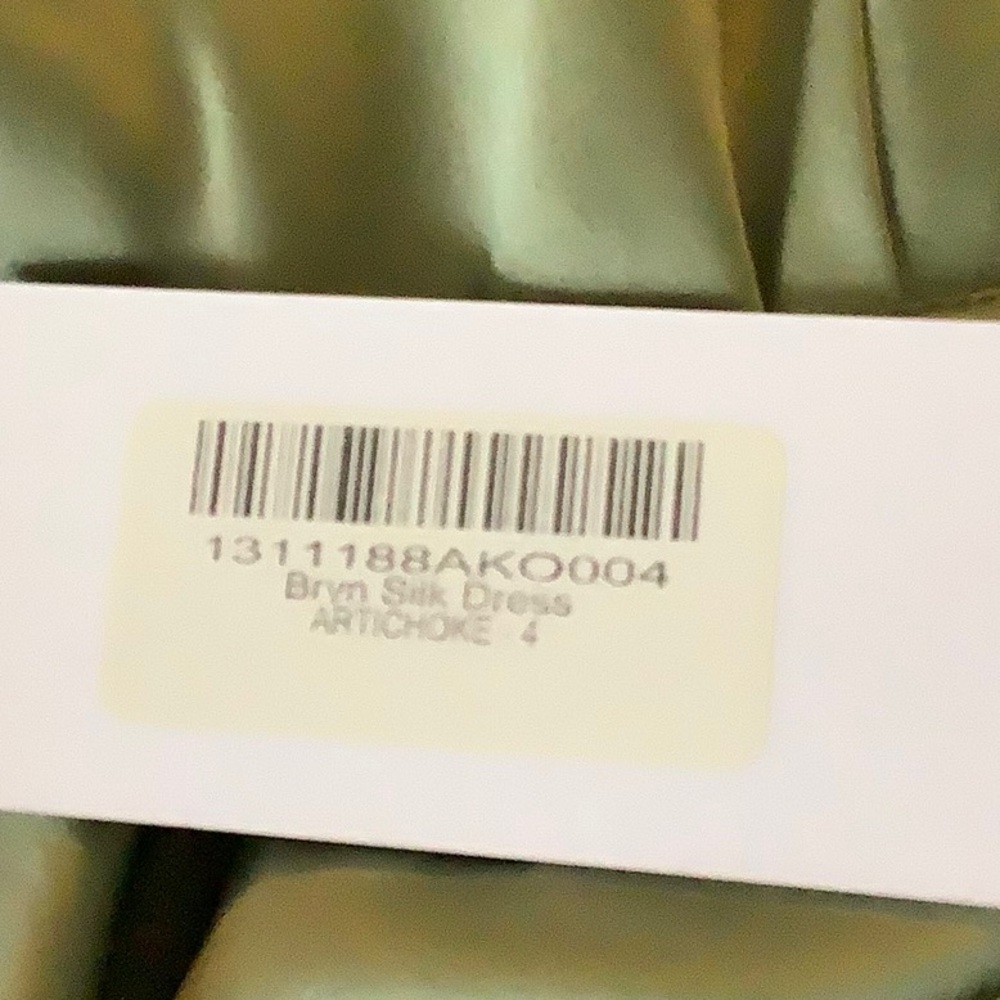 1311188AKO004
Bryn Silk Dress
ARTICHOKE 4